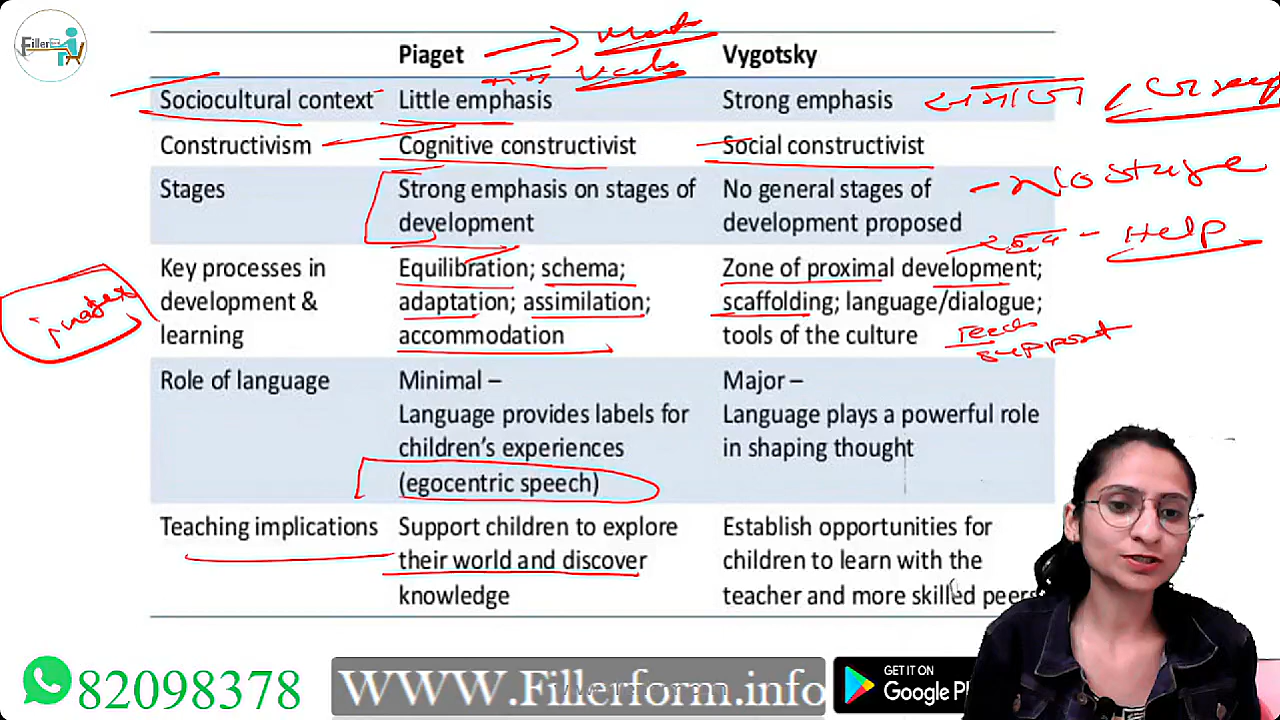 Fillerform
Piaget Vygotsky
Sociocultural context Little emphasis Strong emphasis समाज
Constructivism Cognitive constructivist Social constructivist
Stages Strong emphasis on stages of No general stages of No stage
development development proposed
Help
Key processes in Equilibration; schema; Zone of proximal development;
development & adaptation; assimilation; scaffolding; language/dialogue;
learning accommodation tools of the culture
support
Role of language Minimal – Major –
Language provides labels for Language plays a powerful role
children's experiences in shaping thought
(egocentric speech)
Teaching implications Support children to explore Establish opportunities for
their world and discover children to learn with the
knowledge teacher and more skilled peers
82098378 WWW.Fillerform.info GET IT ON
Google Pl